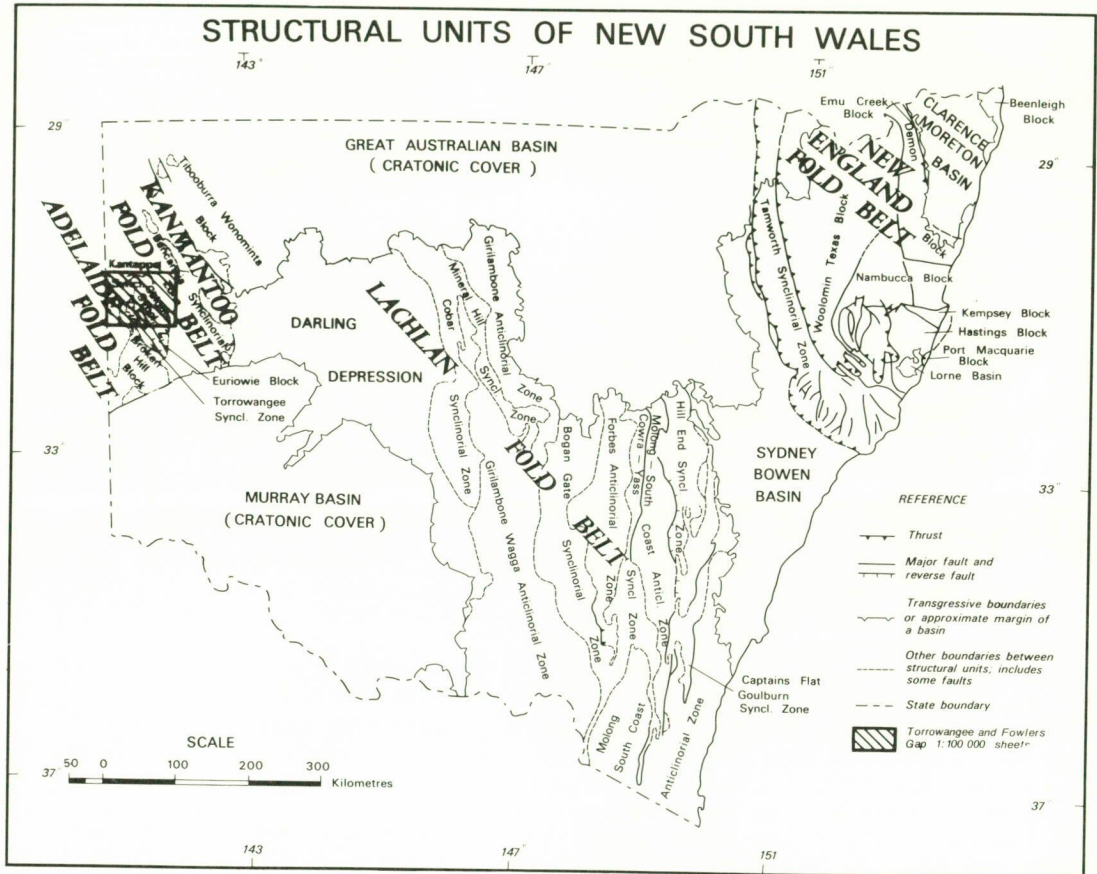 STRUCTURAL UNITS OF NEW SOUTH WALES
143°
147°
151°
29°
29°
33
33
37
37
143
147
151
GREAT AUSTRALIAN BASIN
( CRATONIC COVER )
Emu Creek
Block
CLARENCE
MORETON
BASIN
Beenleigh
Block
Demon
Block
NEW
ENGLAND
FOLD
BELT
Tamworth Synclinorial Zone
Woolomin Texas Block
Nambucca Block
Kempsey Block
Hastings Block
Port Macquarie
Block
Lorne Basin
Tibooburra Wonominta
Block
KANMANTOO
FOLD
BELT
Synclinorial
Kantappa
ADELAIDE
FOLD
BELT
Broken
Hill
Block
Euriowie Block
Torrowangee
Syncl. Zone
DARLING
DEPRESSION
LACHLAN
FOLD
BELT
Cobar
Synclinorial Zone
Mineral Hill
Syncl
Zone
Girilambone
Anticlinorial
Zone
Girilambone Wagga Anticlinorial Zone
Bogan Gate
Synclinorial
Zone
Forbes Anticlinorial
Zone
Cowra – Yass
Syncl Zone
Molong – South
Coast Anticl. Zone
Hill End Syncl
Zone
Captains Flat
Goulburn
Syncl. Zone
Molong
South Coast
Anticlinorial Zone
MURRAY BASIN
( CRATONIC COVER )
SYDNEY
BOWEN
BASIN
REFERENCE
Thrust
Major fault and
reverse fault
Transgressive boundaries
or approximate margin of
a basin
Other boundaries between
structural units; includes
some faults
State boundary
Torrowangee and Fowlers
Gap 1:100 000 sheets
SCALE
50 0 100 200 300
Kilometres